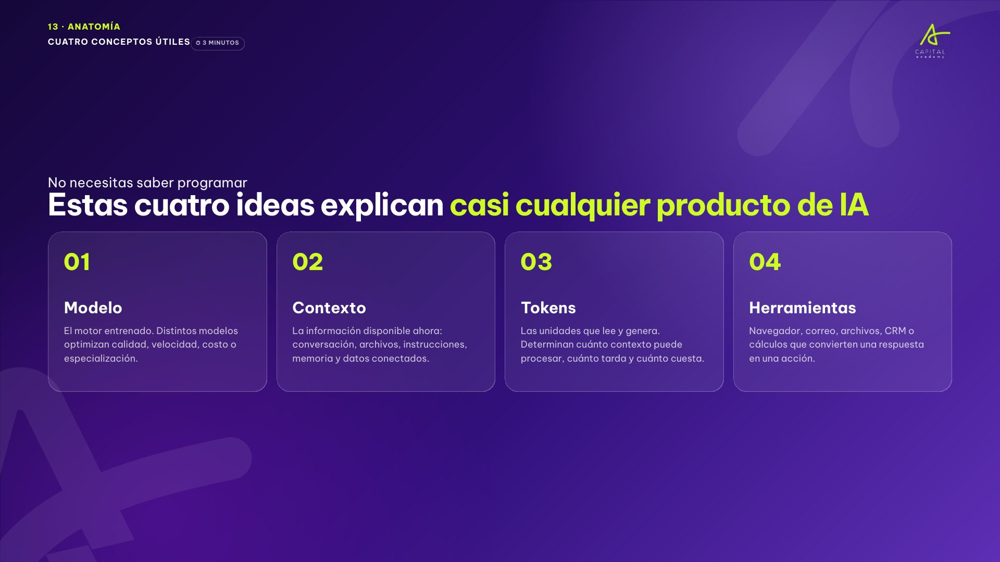 13 · ANATOMÍA
CUATRO CONCEPTOS ÚTILES
⏱ 3 MINUTOS
CAPITAL
academy
No necesitas saber programar
Estas cuatro ideas explican casi cualquier producto de IA
01
Modelo
El motor entrenado. Distintos modelos
optimizan calidad, velocidad, costo o
especialización.
02
Contexto
La información disponible ahora:
conversación, archivos, instrucciones,
memoria y datos conectados.
03
Tokens
Las unidades que lee y genera.
Determinan cuánto contexto puede
procesar, cuánto tarda y cuánto cuesta.
04
Herramientas
Navegador, correo, archivos, CRM o
cálculos que convierten una respuesta
en una acción.